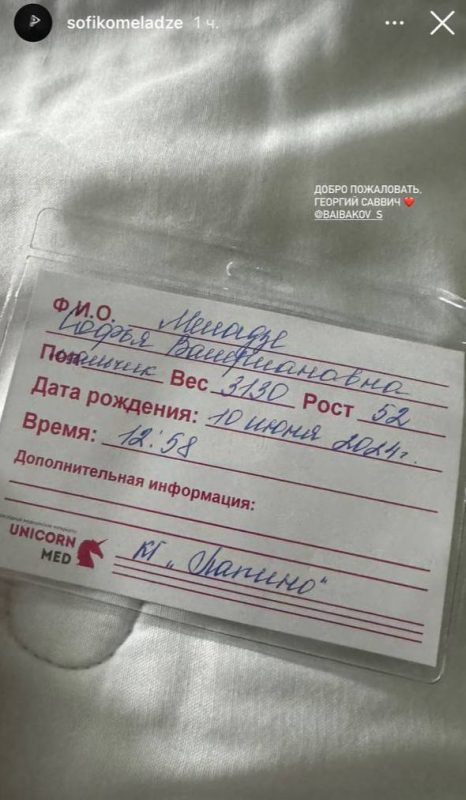 sofikomeladze 1 ч.
ДОБРО ПОЖАЛОВАТЬ,
ГЕОРГИЙ САВВИЧ ❤️
@BAIBAKOV_S
Ф.И.О. Меладзе
Софья Валериановна
Пол мальчик Вес 3130 Рост 52
Дата рождения: 10 июня 2024г.
Время: 12:58
Дополнительная информация:
UNICORN
MED
КГ „Лапино“